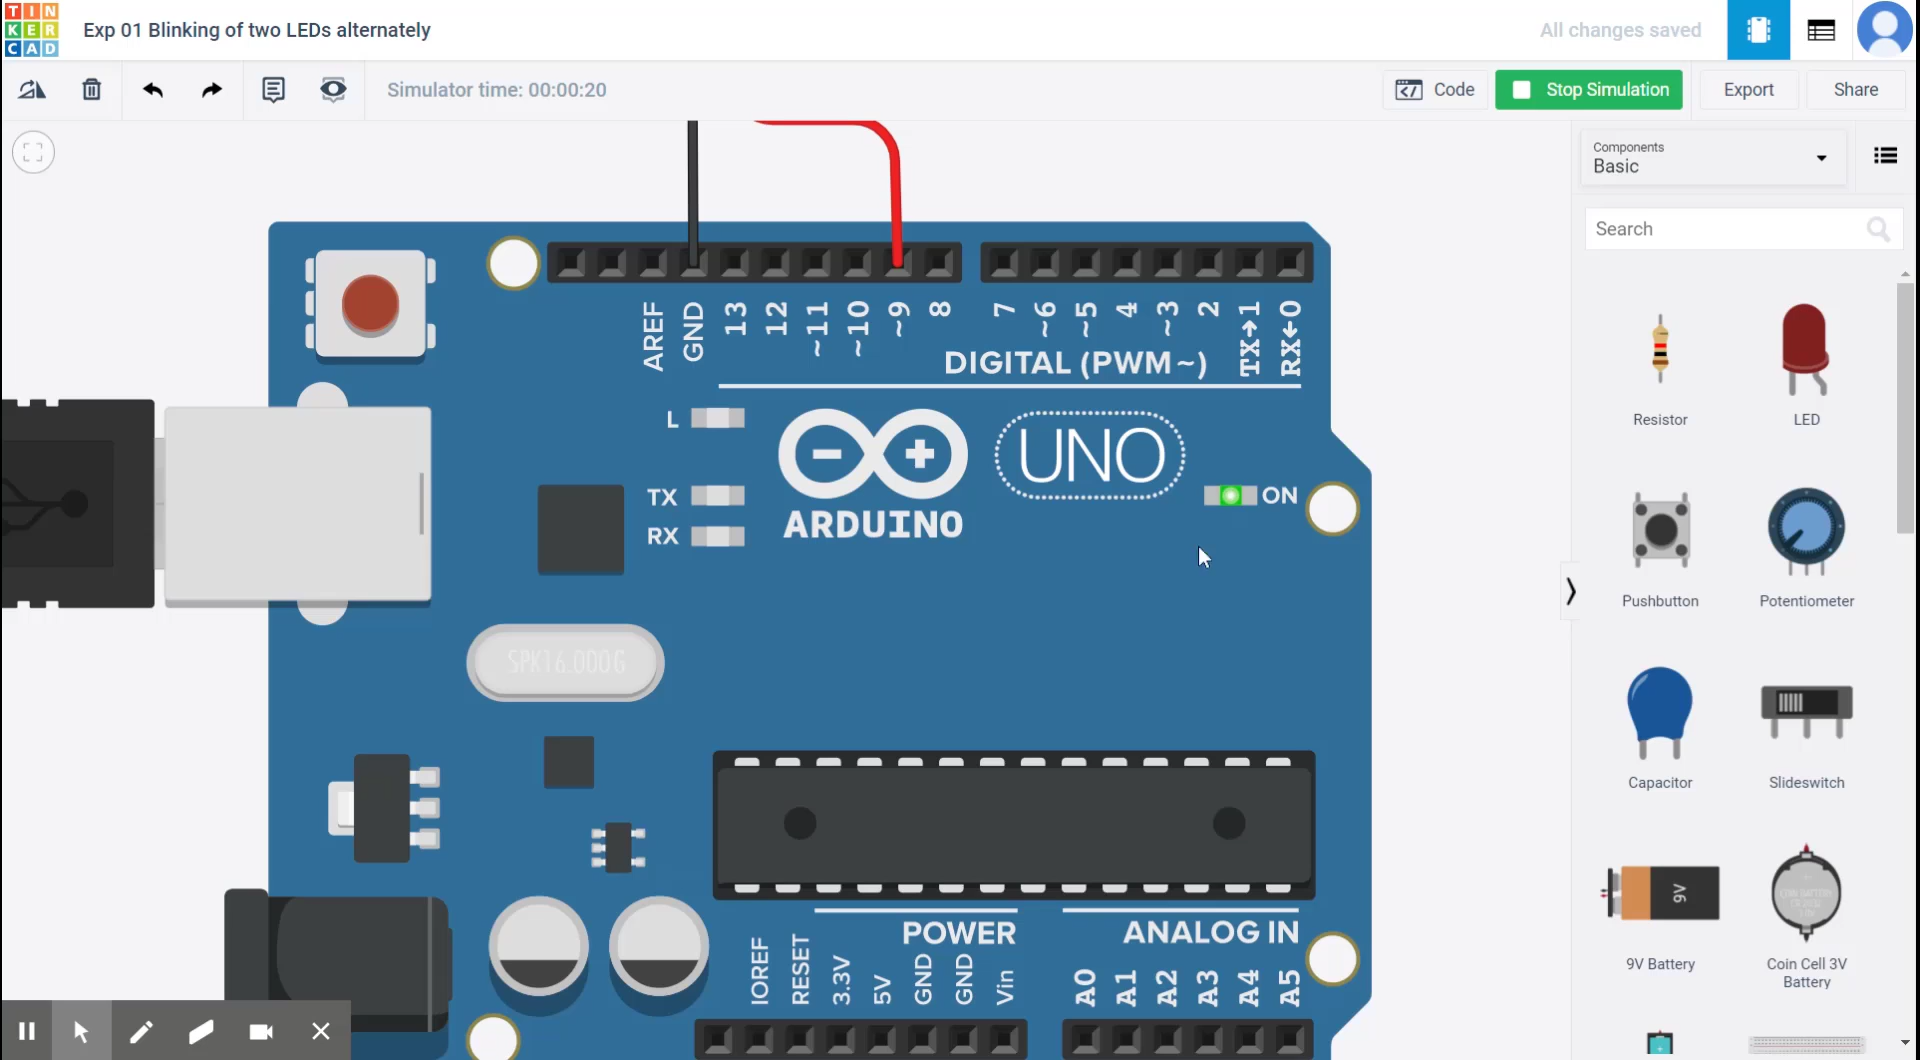 TIN
KER
CAD
Exp 01 Blinking of two LEDs alternately
All changes saved
Simulator time: 00:00:20
Code
Stop Simulation
Export
Share
Components
Basic
Search
AREF
GND
13
12
~11
~10
~9
8
7
~6
~5
4
~3
2
TX→1
RX←0
DIGITAL (PWM~)
L
TX
RX
ARDUINO
UNO
ON
SPK16.000G
POWER
ANALOG IN
IOREF
RESET
3.3V
5V
GND
GND
Vin
A0
A1
A2
A3
A4
A5
Resistor
LED
Pushbutton
Potentiometer
Capacitor
Slideswitch
9V
9V Battery
Coin Cell 3V
Battery